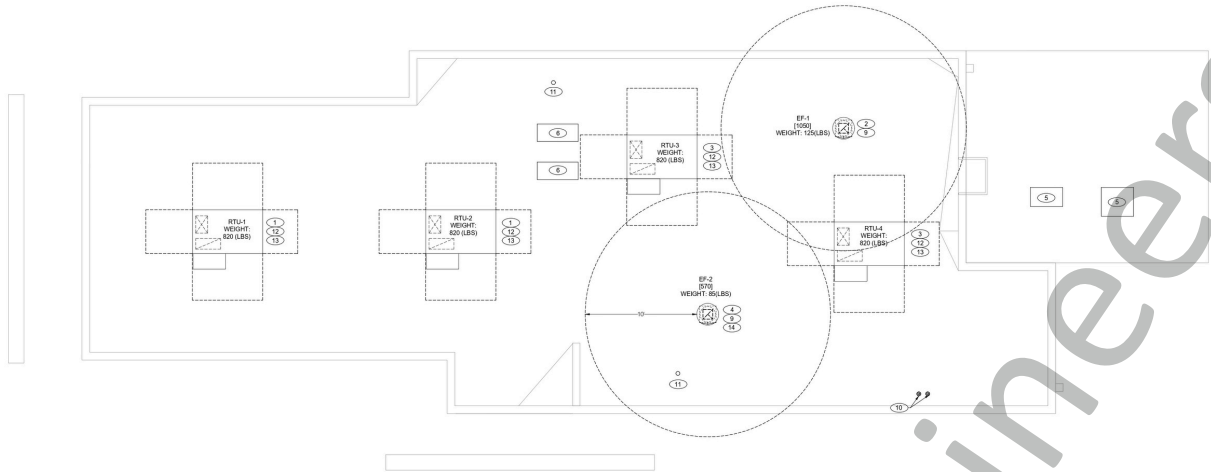 11
EF-1
[1050]
WEIGHT: 125(LBS)
2
9
6
6
RTU-3
WEIGHT:
820 (LBS)
3
12
13
5
5
RTU-1
WEIGHT:
820 (LBS)
1
12
13
RTU-2
WEIGHT:
820 (LBS)
1
12
13
RTU-4
WEIGHT:
820 (LBS)
3
12
13
EF-2
[570]
WEIGHT: 85(LBS)
10'
4
9
14
11
10
ineer